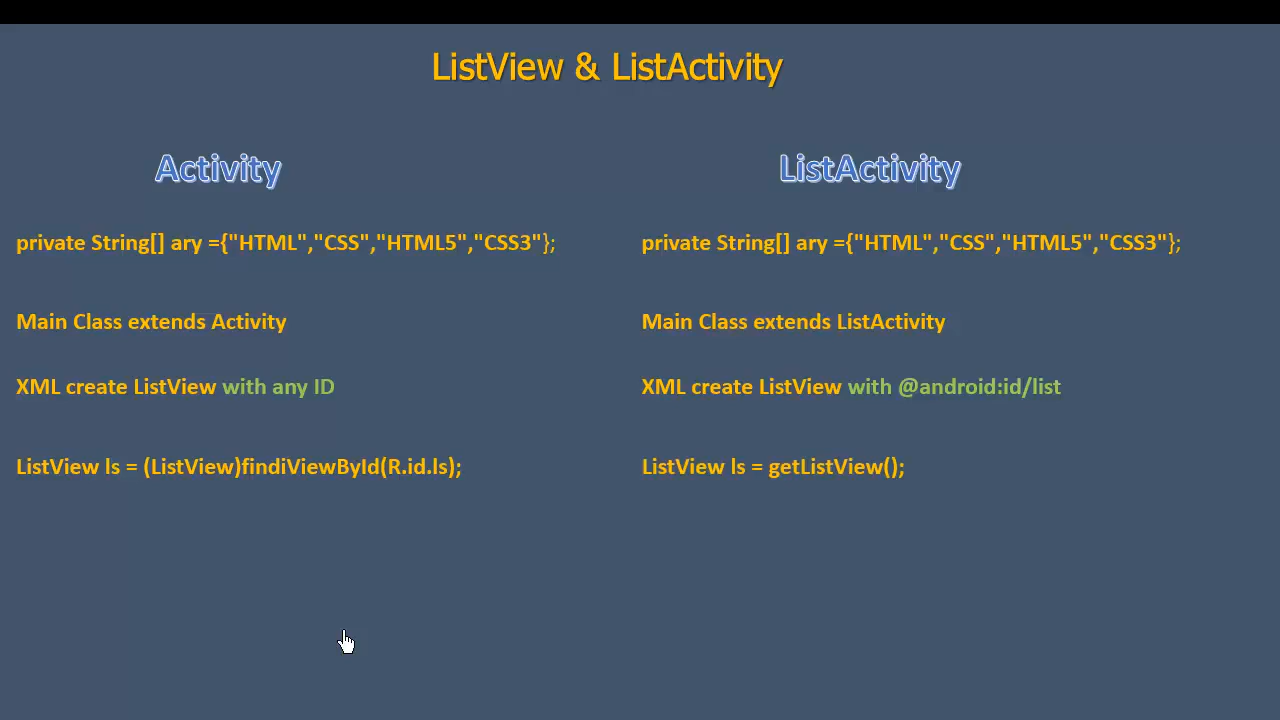 ListView & ListActivity
Activity
private String[] ary ={"HTML","CSS","HTML5","CSS3"};
Main Class extends Activity
XML create ListView with any ID
ListView ls = (ListView)findiViewById(R.id.ls);
ListActivity
private String[] ary ={"HTML","CSS","HTML5","CSS3"};
Main Class extends ListActivity
XML create ListView with @android:id/list
ListView ls = getListView();